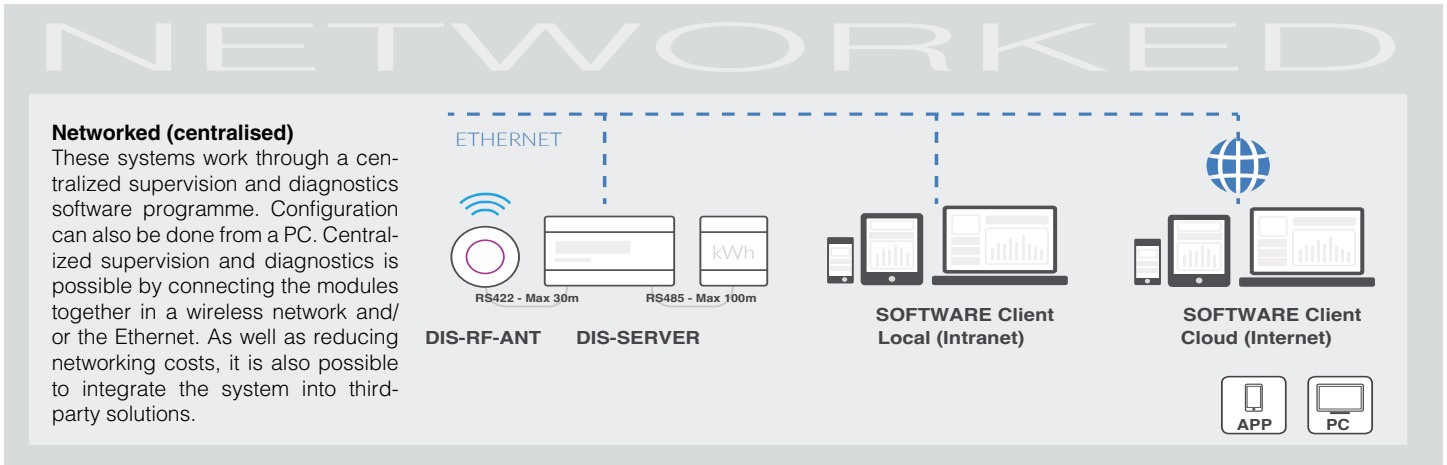 NETWORKED
Networked (centralised)
These systems work through a cen-
tralized supervision and diagnostics
software programme. Configuration
can also be done from a PC. Central-
ized supervision and diagnostics is
possible by connecting the modules
together in a wireless network and/
or the Ethernet. As well as reducing
networking costs, it is also possible
to integrate the system into third-
party solutions.
ETHERNET
kWh
RS422 - Max 30m
RS485 - Max 100m
DIS-RF-ANT
DIS-SERVER
SOFTWARE Client
Local (Intranet)
SOFTWARE Client
Cloud (Internet)
APP
PC